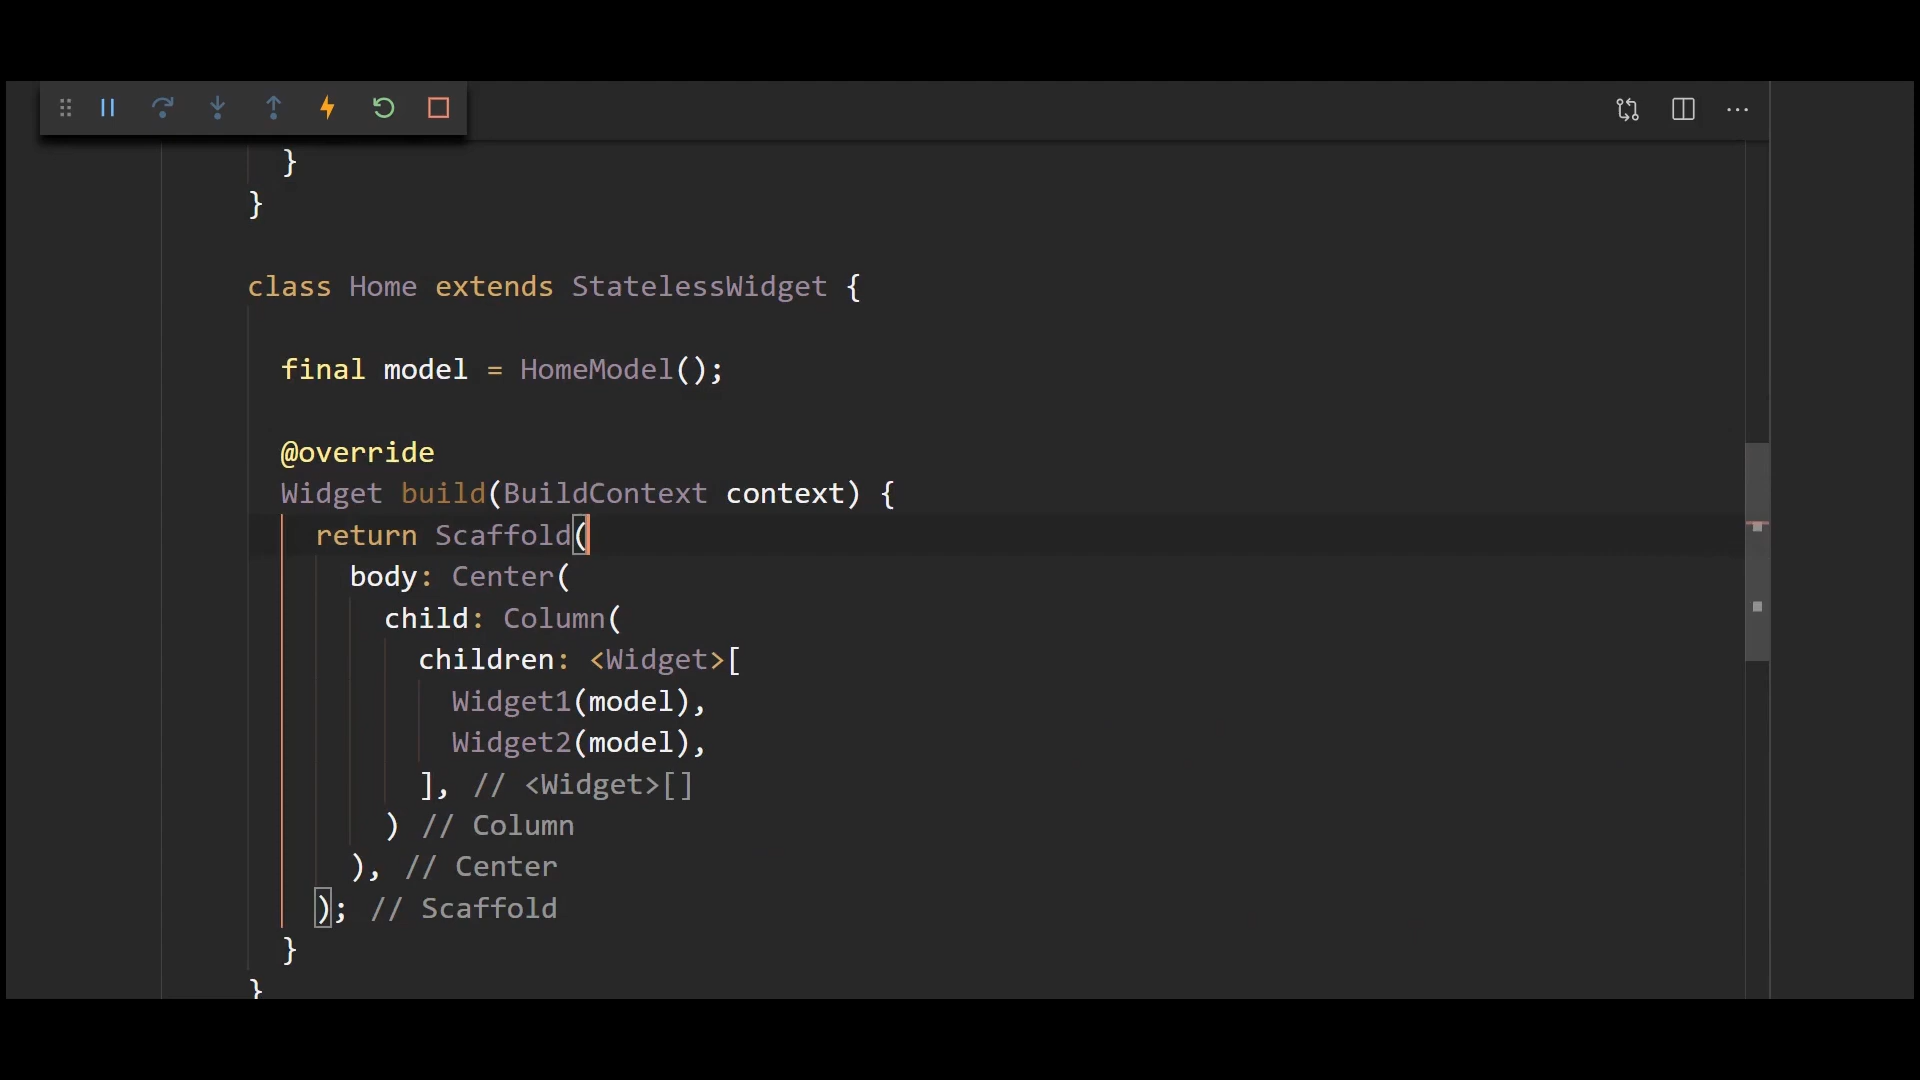 }
}
class Home extends StatelessWidget {
final model = HomeModel();
@override
Widget build(BuildContext context) {
return Scaffold(
body: Center(
child: Column(
children: <Widget>[
Widget1(model),
Widget2(model),
], // <Widget>[]
) // Column
), // Center
); // Scaffold
}
}